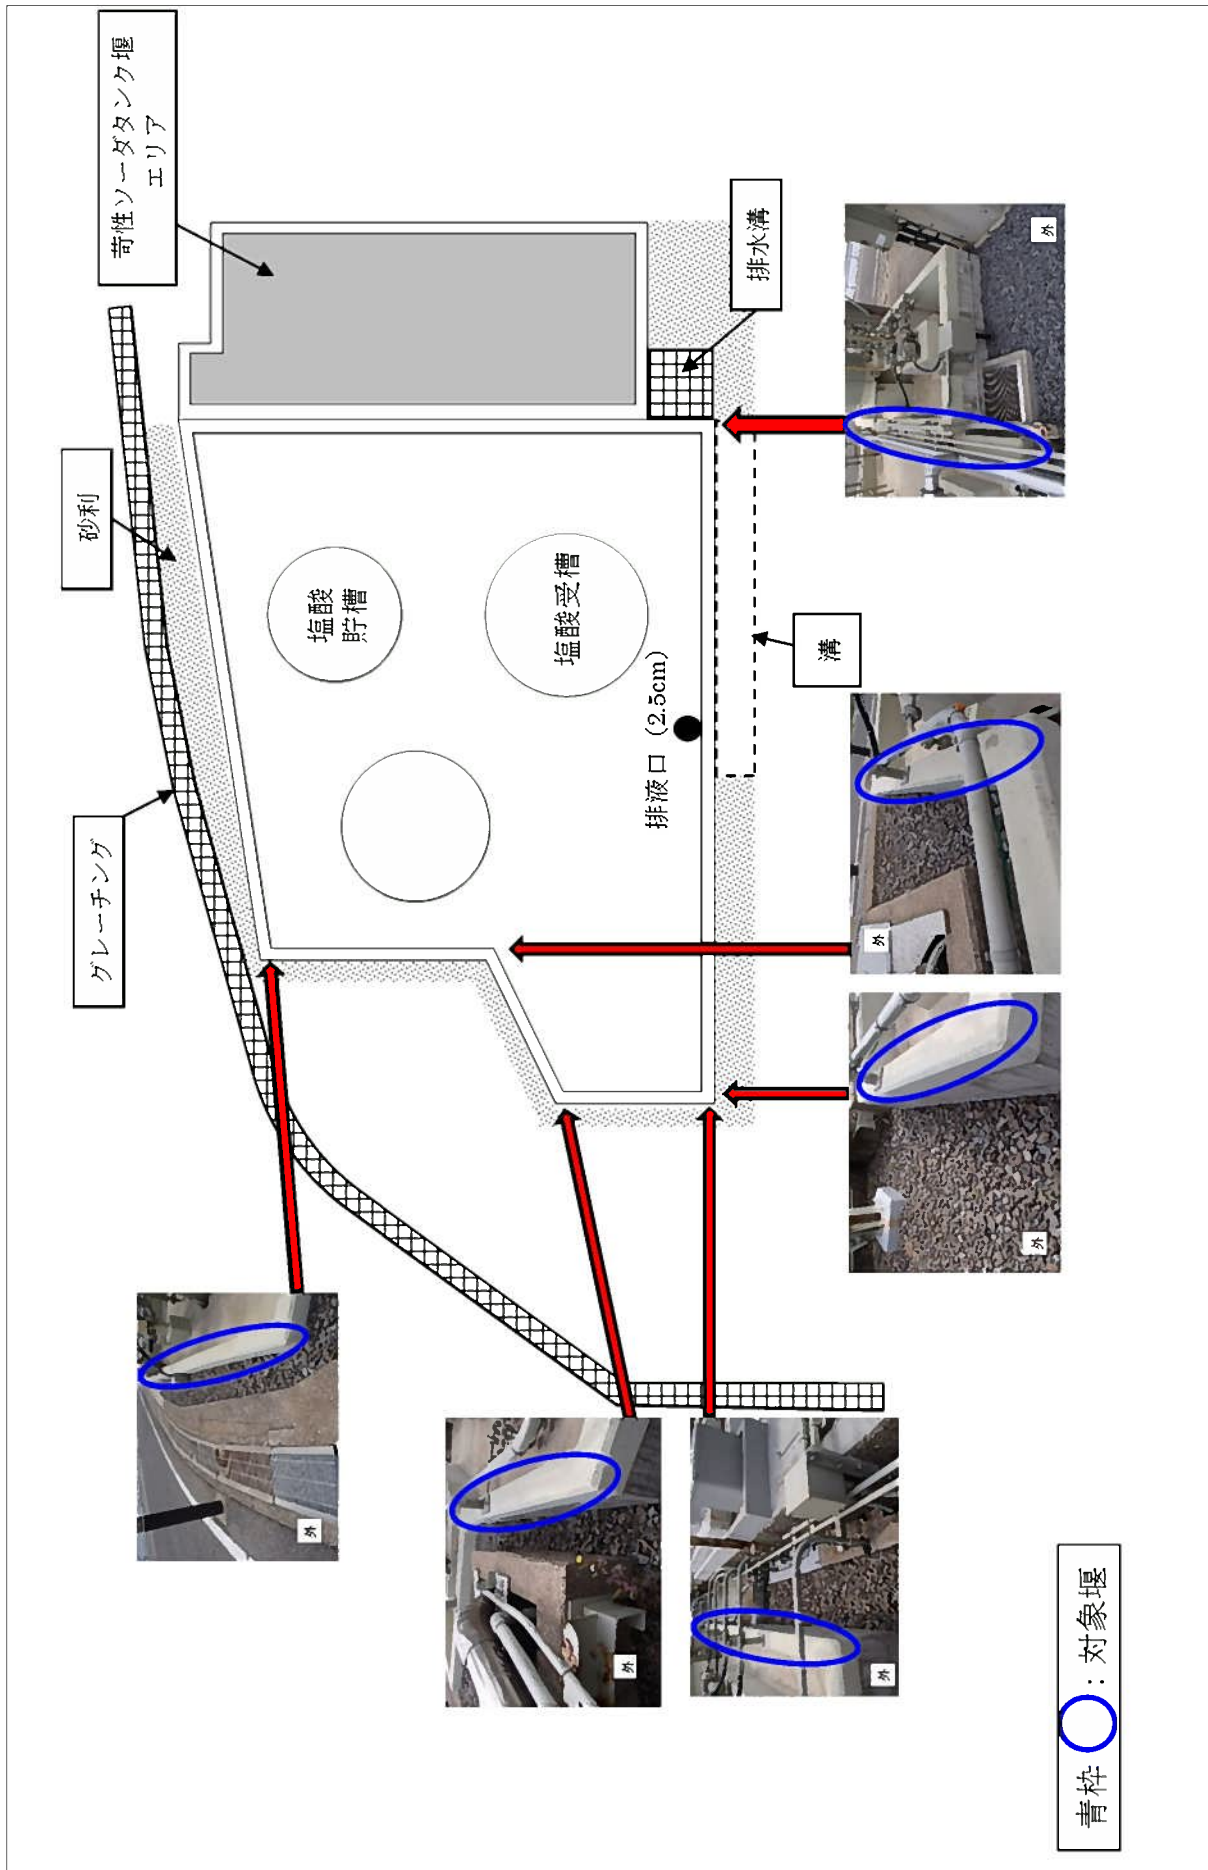 グレーチング
砂利
苛性ソーダタンク堰
エリア
外
塩酸
貯槽
塩酸受槽
外
排液口（2.5cm）
排水溝
溝
外
外
外
外
青枠 ：対象堰